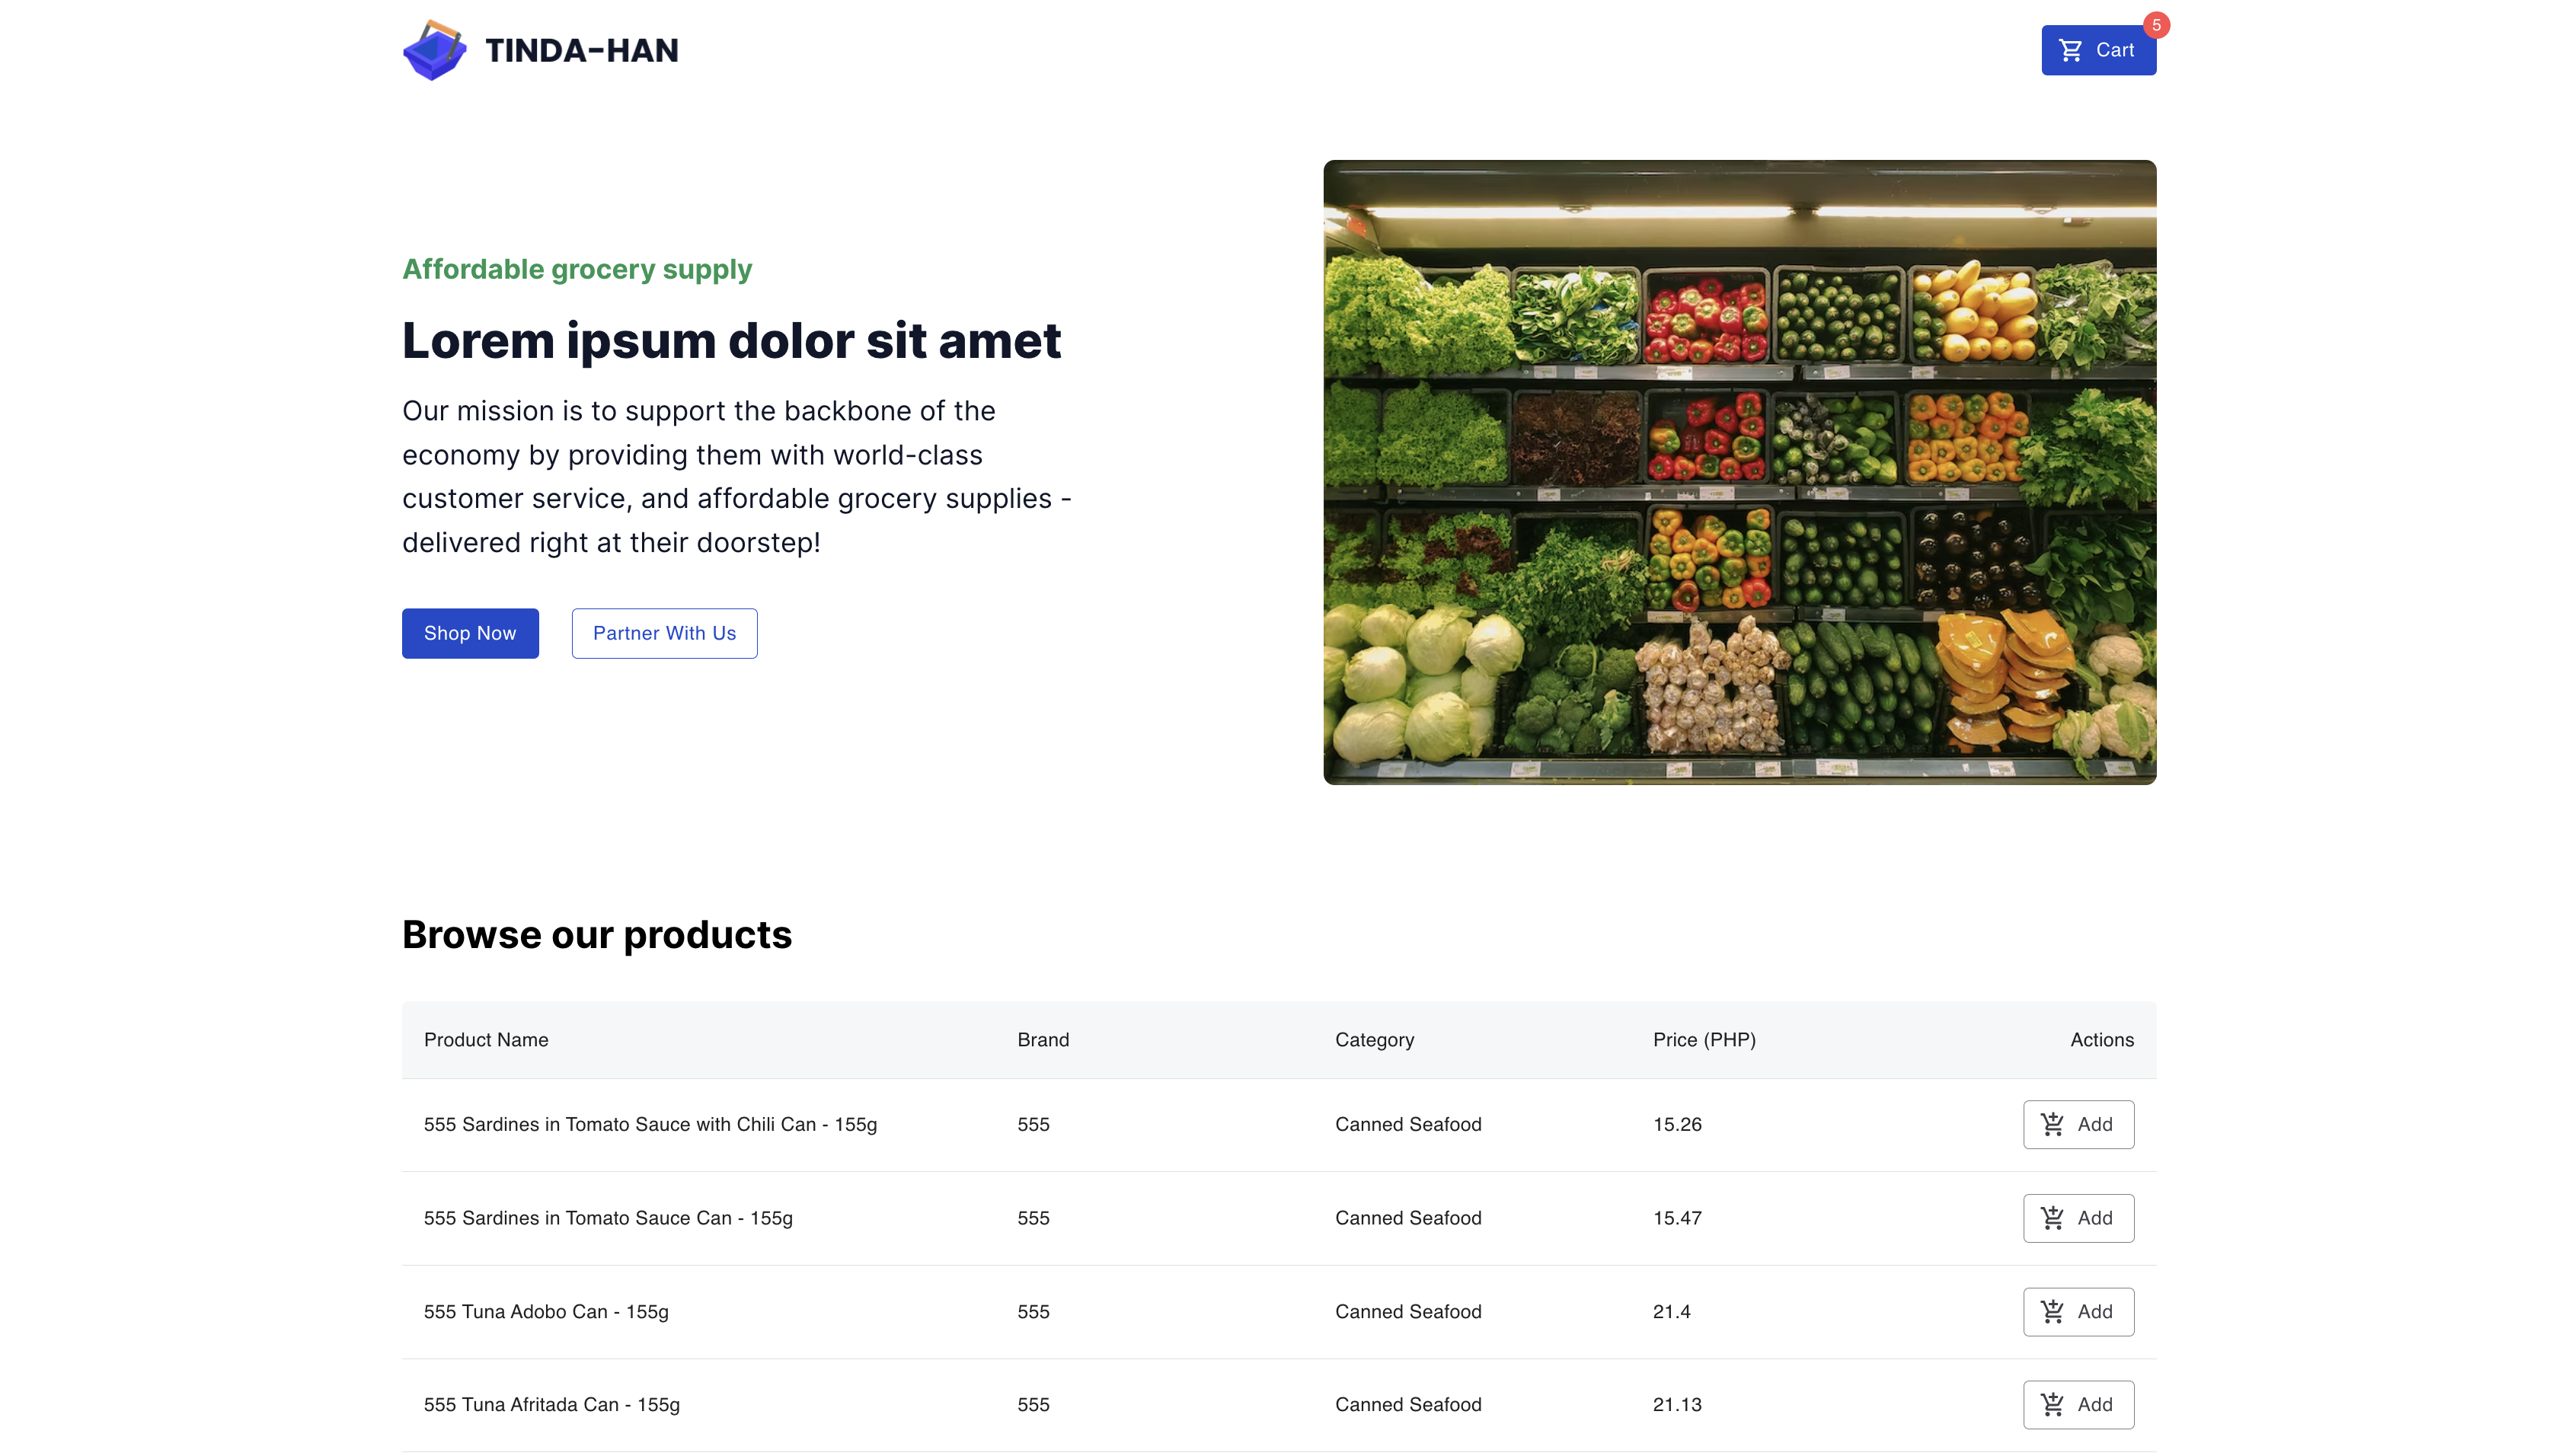 TINDA-HAN
5
Cart
Affordable grocery supply
Lorem ipsum dolor sit amet
Our mission is to support the backbone of the
economy by providing them with world-class
customer service, and affordable grocery supplies -
delivered right at their doorstep!
Shop Now
Partner With Us
Browse our products
Product Name Brand Category Price (PHP) Actions
555 Sardines in Tomato Sauce with Chili Can - 155g 555 Canned Seafood 15.26 Add
555 Sardines in Tomato Sauce Can - 155g 555 Canned Seafood 15.47 Add
555 Tuna Adobo Can - 155g 555 Canned Seafood 21.4 Add
555 Tuna Afritada Can - 155g 555 Canned Seafood 21.13 Add